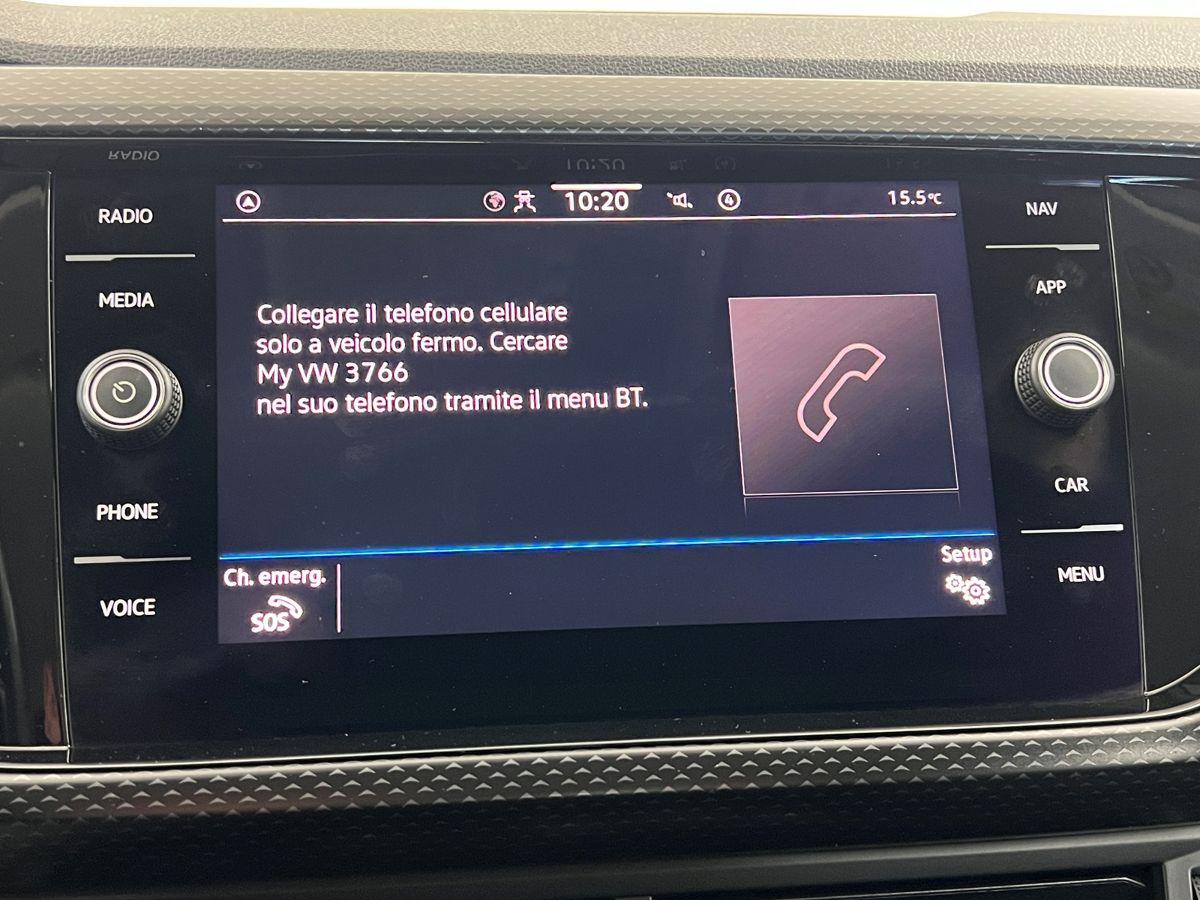 RADIO
MEDIA
PHONE
VOICE
10:20
4
15.5°C
Collegare il telefono cellulare
solo a veicolo fermo. Cercare
My VW 3766
nel suo telefono tramite il menu BT.
Ch. emerg.
SOS
Setup
NAV
APP
CAR
MENU